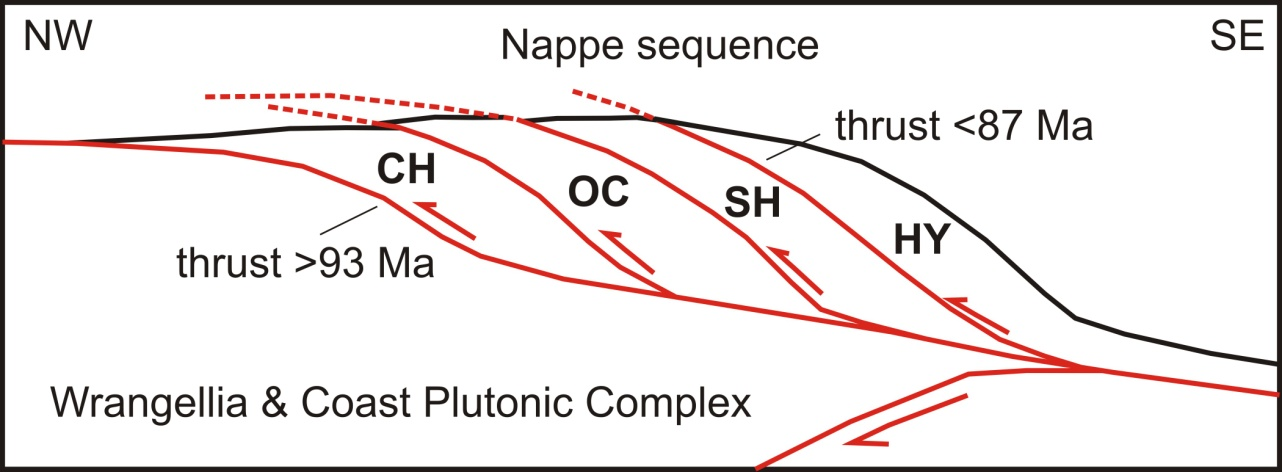 NW
Nappe sequence
SE
thrust <87 Ma
CH
OC
SH
HY
thrust >93 Ma
Wrangellia & Coast Plutonic Complex